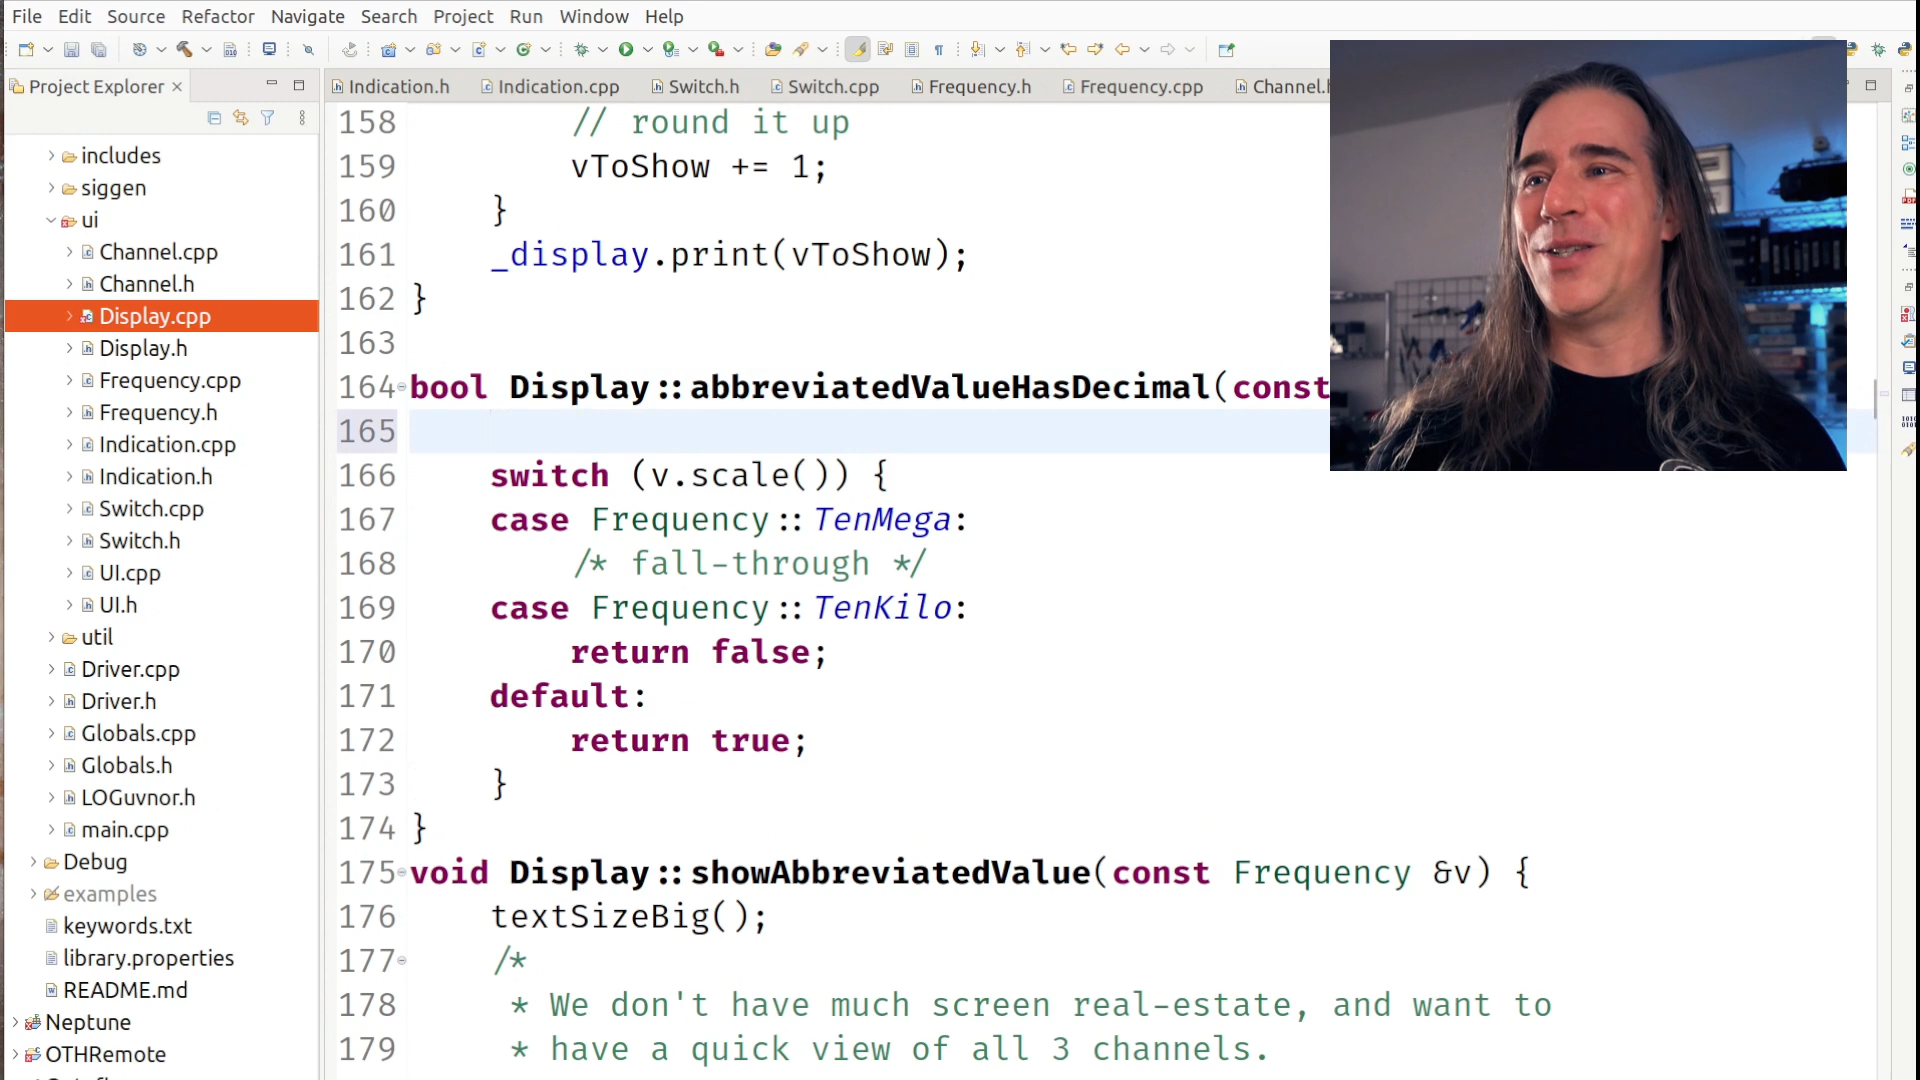 File Edit Source Refactor Navigate Search Project Run Window Help
Project Explorer
Indication.h Indication.cpp Switch.h Switch.cpp Frequency.h Frequency.cpp Channel.h
includes
siggen
ui
Channel.cpp
Channel.h
Display.cpp
Display.h
Frequency.cpp
Frequency.h
Indication.cpp
Indication.h
Switch.cpp
Switch.h
UI.cpp
UI.h
util
Driver.cpp
Driver.h
Globals.cpp
Globals.h
LOGuvnor.h
main.cpp
Debug
examples
keywords.txt
library.properties
README.md
Neptune
OTHRemote
158 // round it up
159 vToShow += 1;
160 }
161 _display.print(vToShow);
162 }
163
164 bool Display::abbreviatedValueHasDecimal(const
165
166 switch (v.scale()) {
167 case Frequency::TenMega:
168 /* fall-through */
169 case Frequency::TenKilo:
170 return false;
171 default:
172 return true;
173 }
174 }
175 void Display::showAbbreviatedValue(const Frequency &v) {
176 textSizeBig();
177 /*
178 * We don't have much screen real-estate, and want to
179 * have a quick view of all 3 channels.